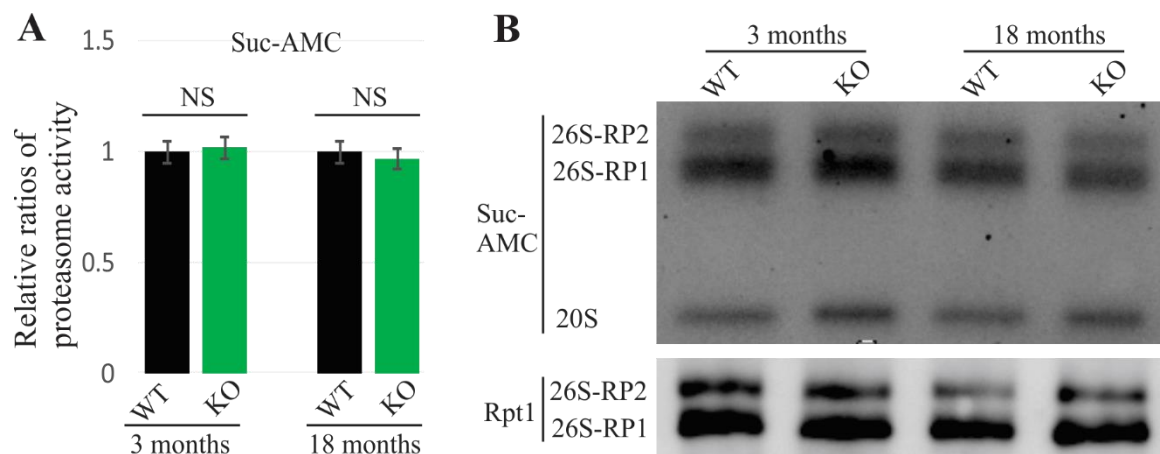 A
1.5
Suc-AMC
NS
NS
1
0.5
0
Relative ratios of
proteasome activity
WT
KO
WT
KO
3 months
18 months
B
3 months
18 months
WT
KO
WT
KO
26S-RP2
26S-RP1
Suc-
AMC
20S
Rpt1
26S-RP2
26S-RP1